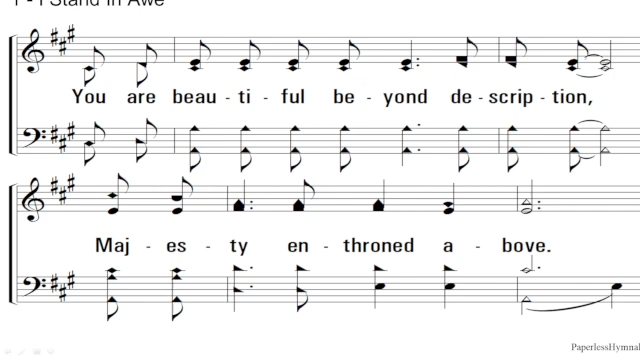 1 - I Stand In Awe
You are beau - ti - ful be - yond de - scrip - tion,
Maj - es - ty en - throned a - bove.
PaperlessHymnal